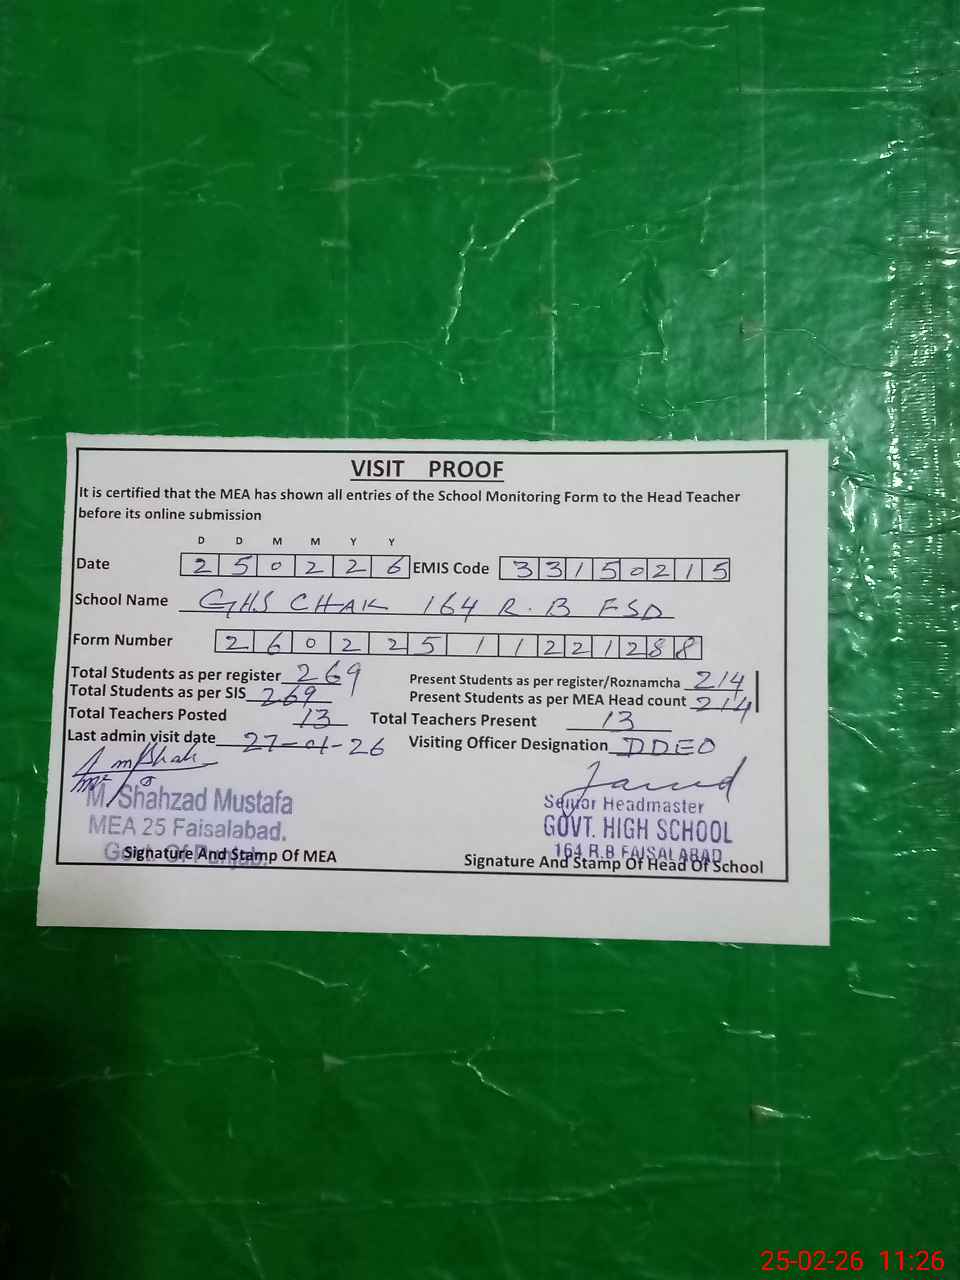 VISIT PROOF
It is certified that the MEA has shown all entries of the School Monitoring Form to the Head Teacher
before its online submission
D D M M Y Y
Date 2 5 0 2 2 6 EMIS Code 3 3 1 5 0 2 1 5
School Name GHS CHAK 164 R.B FSD
Form Number 2 6 0 2 2 5 1 1 2 2 1 2 8 8
Total Students as per register 269 Present Students as per register/Roznamcha 214
Total Students as per SIS 269 Present Students as per MEA Head count 214
Total Teachers Posted 13 Total Teachers Present 13
Last admin visit date 27-01-26 Visiting Officer Designation DDEO
M. Shahzad Mustafa
MEA 25 Faisalabad.
Govt. Of Punjab.
Signature And Stamp Of MEA
Senior Headmaster
GOVT. HIGH SCHOOL
164 R.B FAISALABAD
Signature And Stamp Of Head Of School
25-02-26 11:26